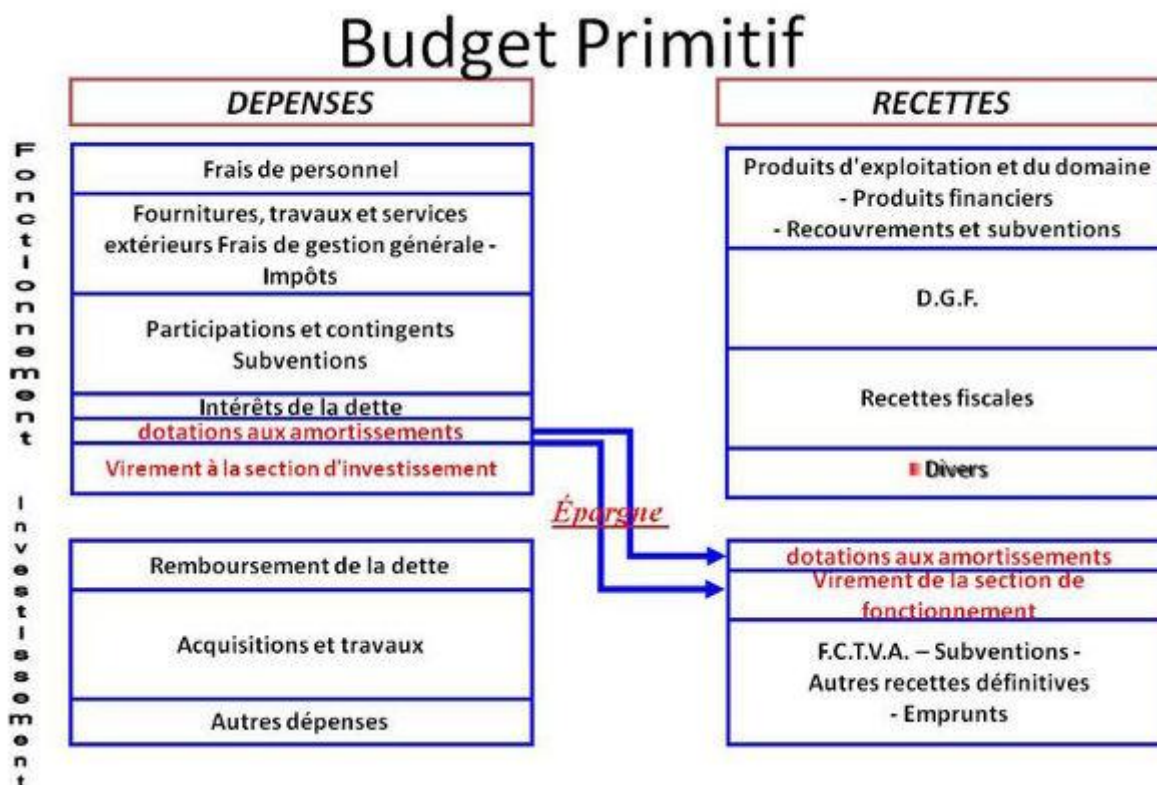 Budget Primitif
DEPENSES
RECETTES
Fonctionnement
Frais de personnel
Fournitures, travaux et services
extérieurs Frais de gestion générale -
Impôts
Participations et contingents
Subventions
Intérêts de la dette
dotations aux amortissements
Virement à la section d'investissement
Produits d'exploitation et du domaine
- Produits financiers
- Recouvrements et subventions
D.G.F.
Recettes fiscales
Divers
Épargne
Investissement
Remboursement de la dette
Acquisitions et travaux
Autres dépenses
dotations aux amortissements
Virement de la section de
fonctionnement
F.C.T.V.A. – Subventions -
Autres recettes définitives
- Emprunts